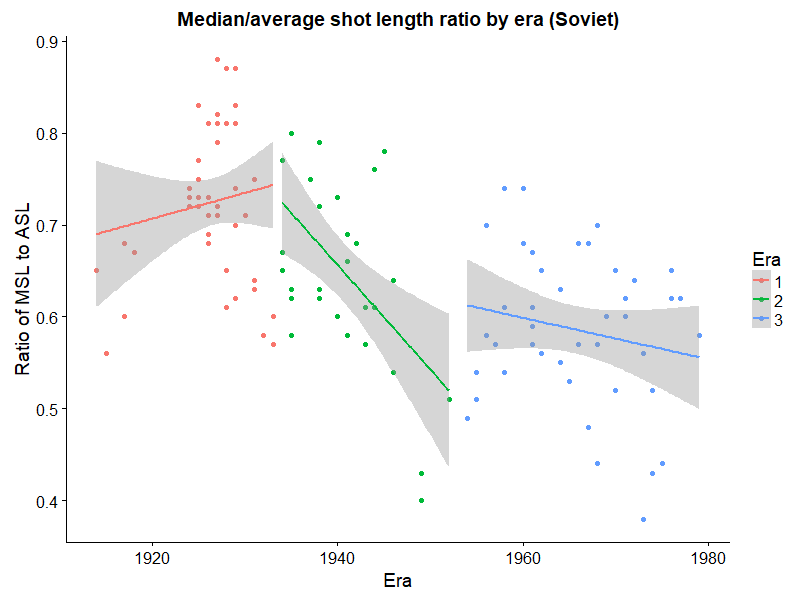 Median/average shot length ratio by era (Soviet)
Ratio of MSL to ASL
0.9
0.8
0.7
0.6
0.5
0.4
1920 1940 1960 1980
Era
Era
1
2
3